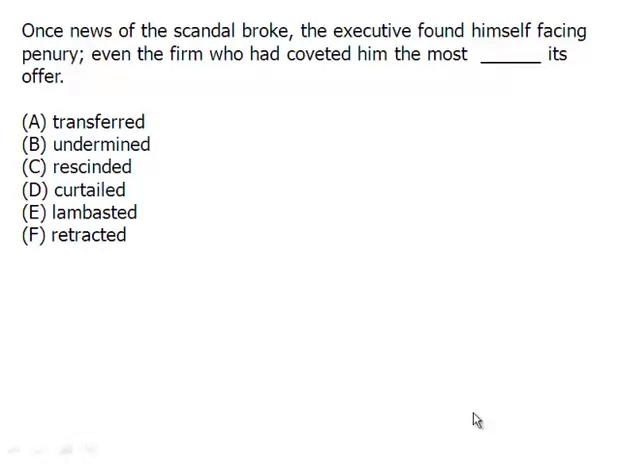 Once news of the scandal broke, the executive found himself facing
penury; even the firm who had coveted him the most ______ its
offer.
(A) transferred
(B) undermined
(C) rescinded
(D) curtailed
(E) lambasted
(F) retracted